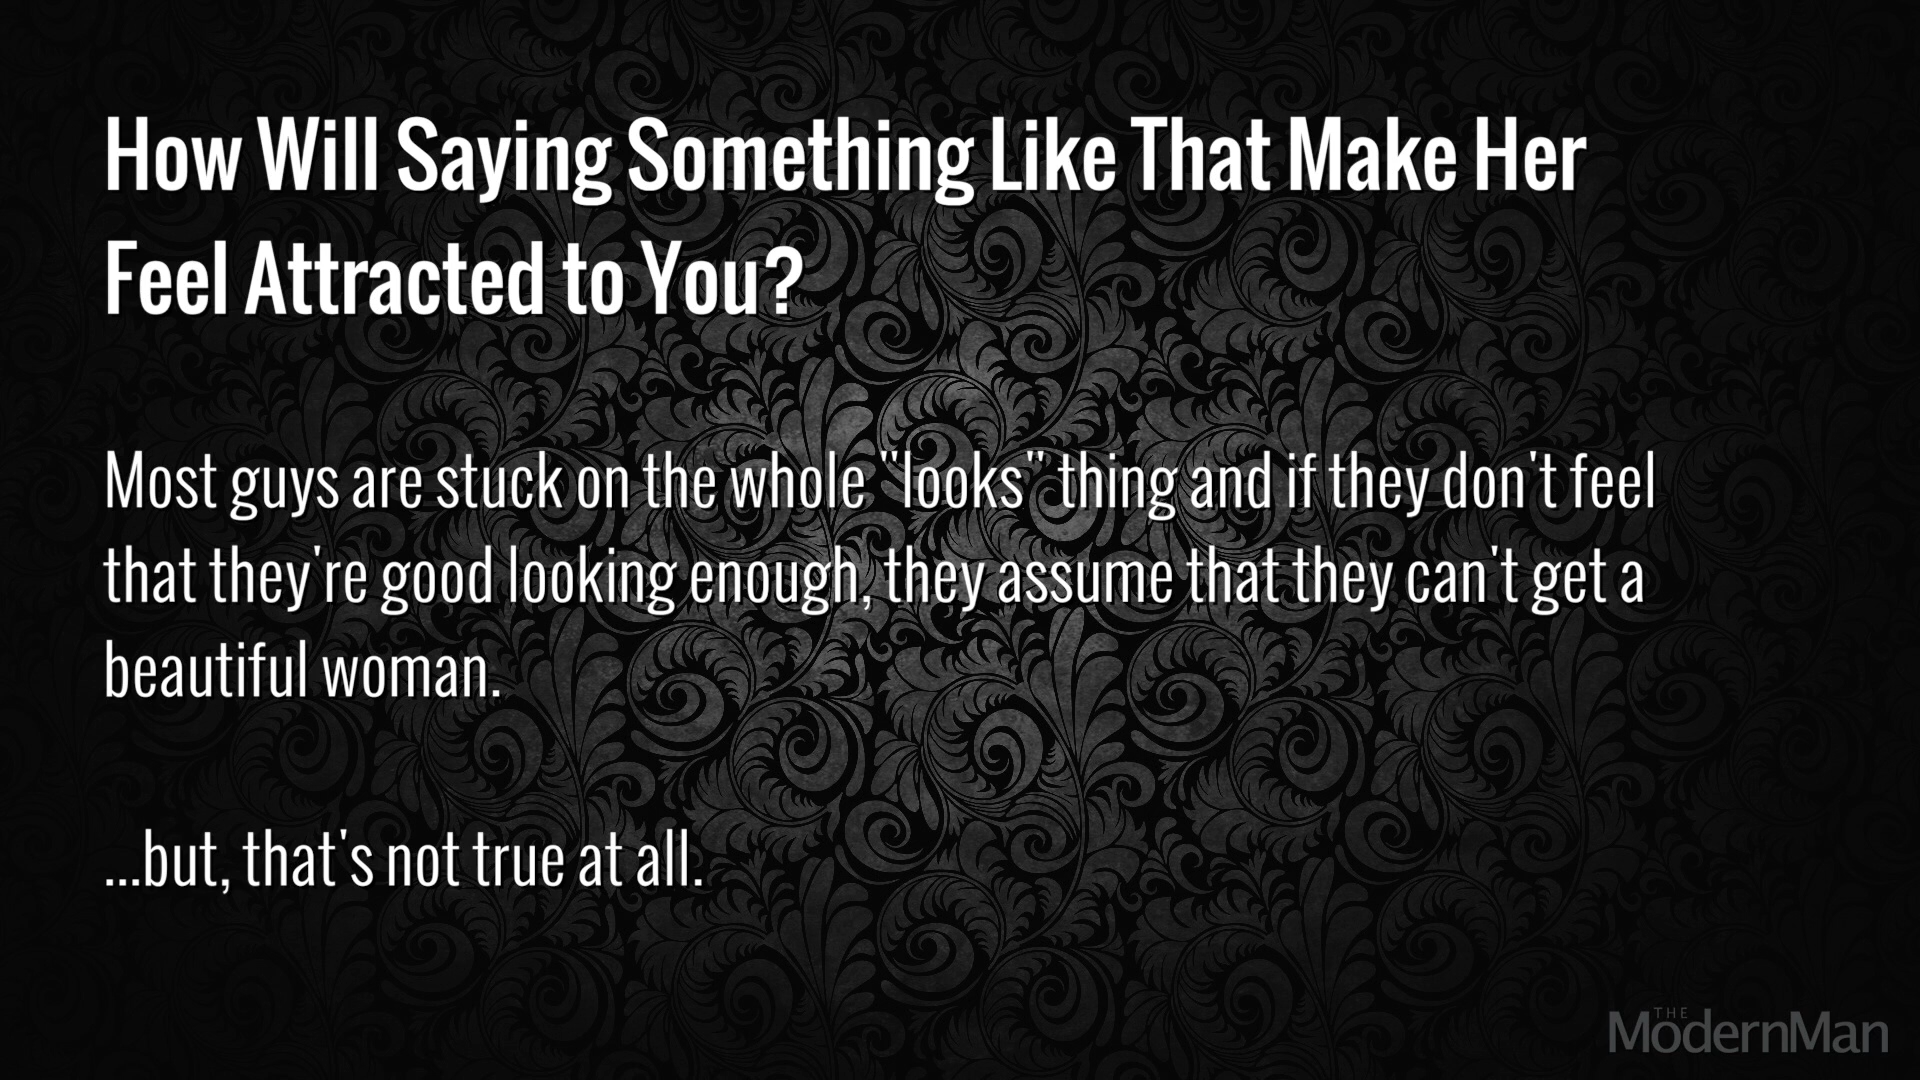 How Will Saying Something Like That Make Her
Feel Attracted to You?
Most guys are stuck on the whole "looks" thing and if they don't feel
that they're good looking enough, they assume that they can't get a
beautiful woman.
...but, that's not true at all.
THE
ModernMan